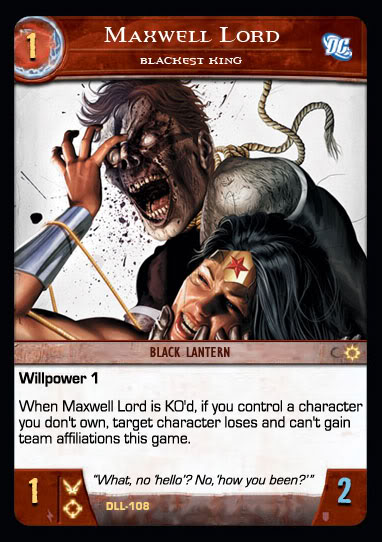 1
MAXWELL LORD
BLACKEST KING
DC
BLACK LANTERN
Willpower 1
When Maxwell Lord is KO'd, if you control a character
you don't own, target character loses and can't gain
team affiliations this game.
"What, no 'hello'? No, 'how you been?'"
1
DLL-108
2